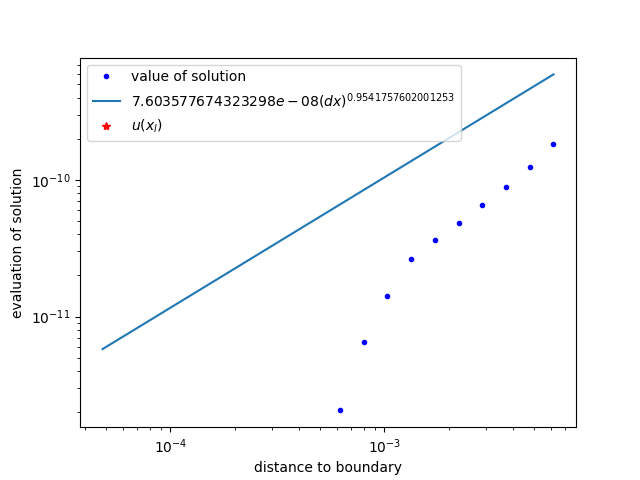 value of solution
7.603577674323298e − 08(dx)^0.9541757602001253
u(x_l)
10^−10
10^−11
evaluation of solution
10^−4
10^−3
distance to boundary